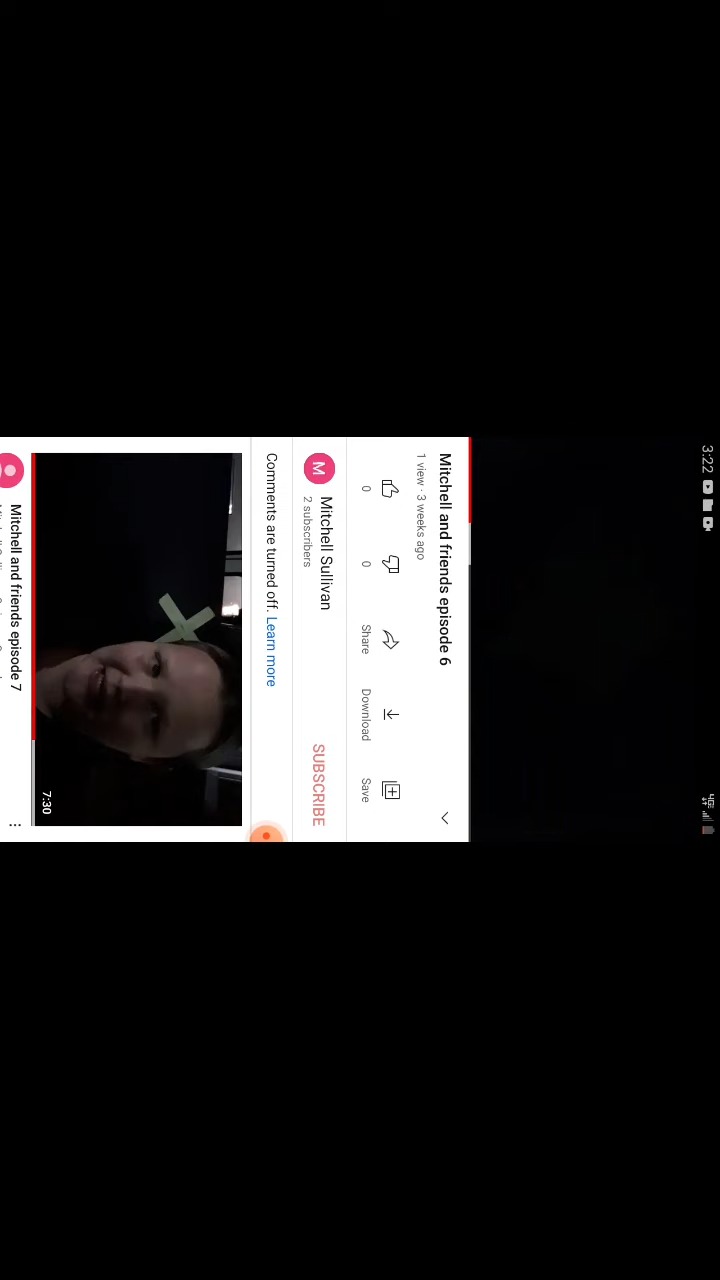 3:22
4GE
Mitchell and friends episode 6
1 view · 3 weeks ago
0
0
Share
Download
Save
M
Mitchell Sullivan
2 subscribers
SUBSCRIBE
Comments are turned off. Learn more
7:30
Mitchell and friends episode 7